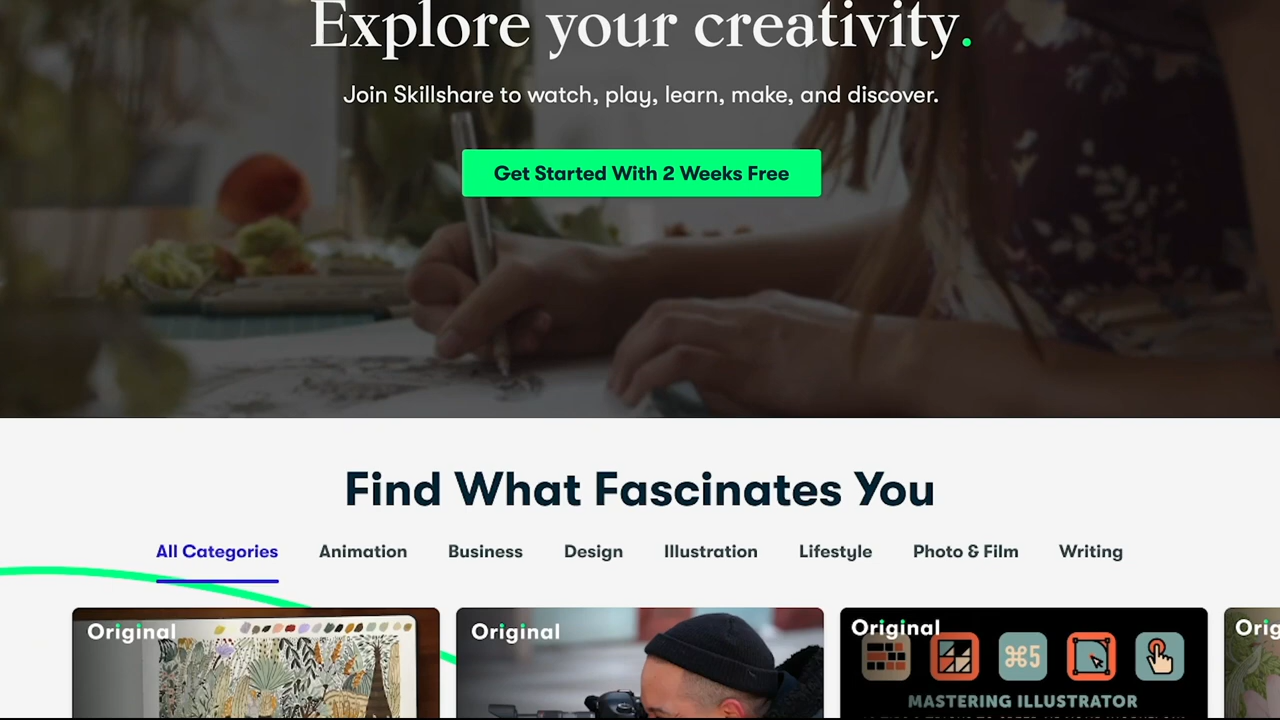 Explore your creativity.
Join Skillshare to watch, play, learn, make, and discover.
Get Started With 2 Weeks Free
Find What Fascinates You
All Categories Animation Business Design Illustration Lifestyle Photo & Film Writing
Original Original Original Orig
⌘5
MASTERING ILLUSTRATOR